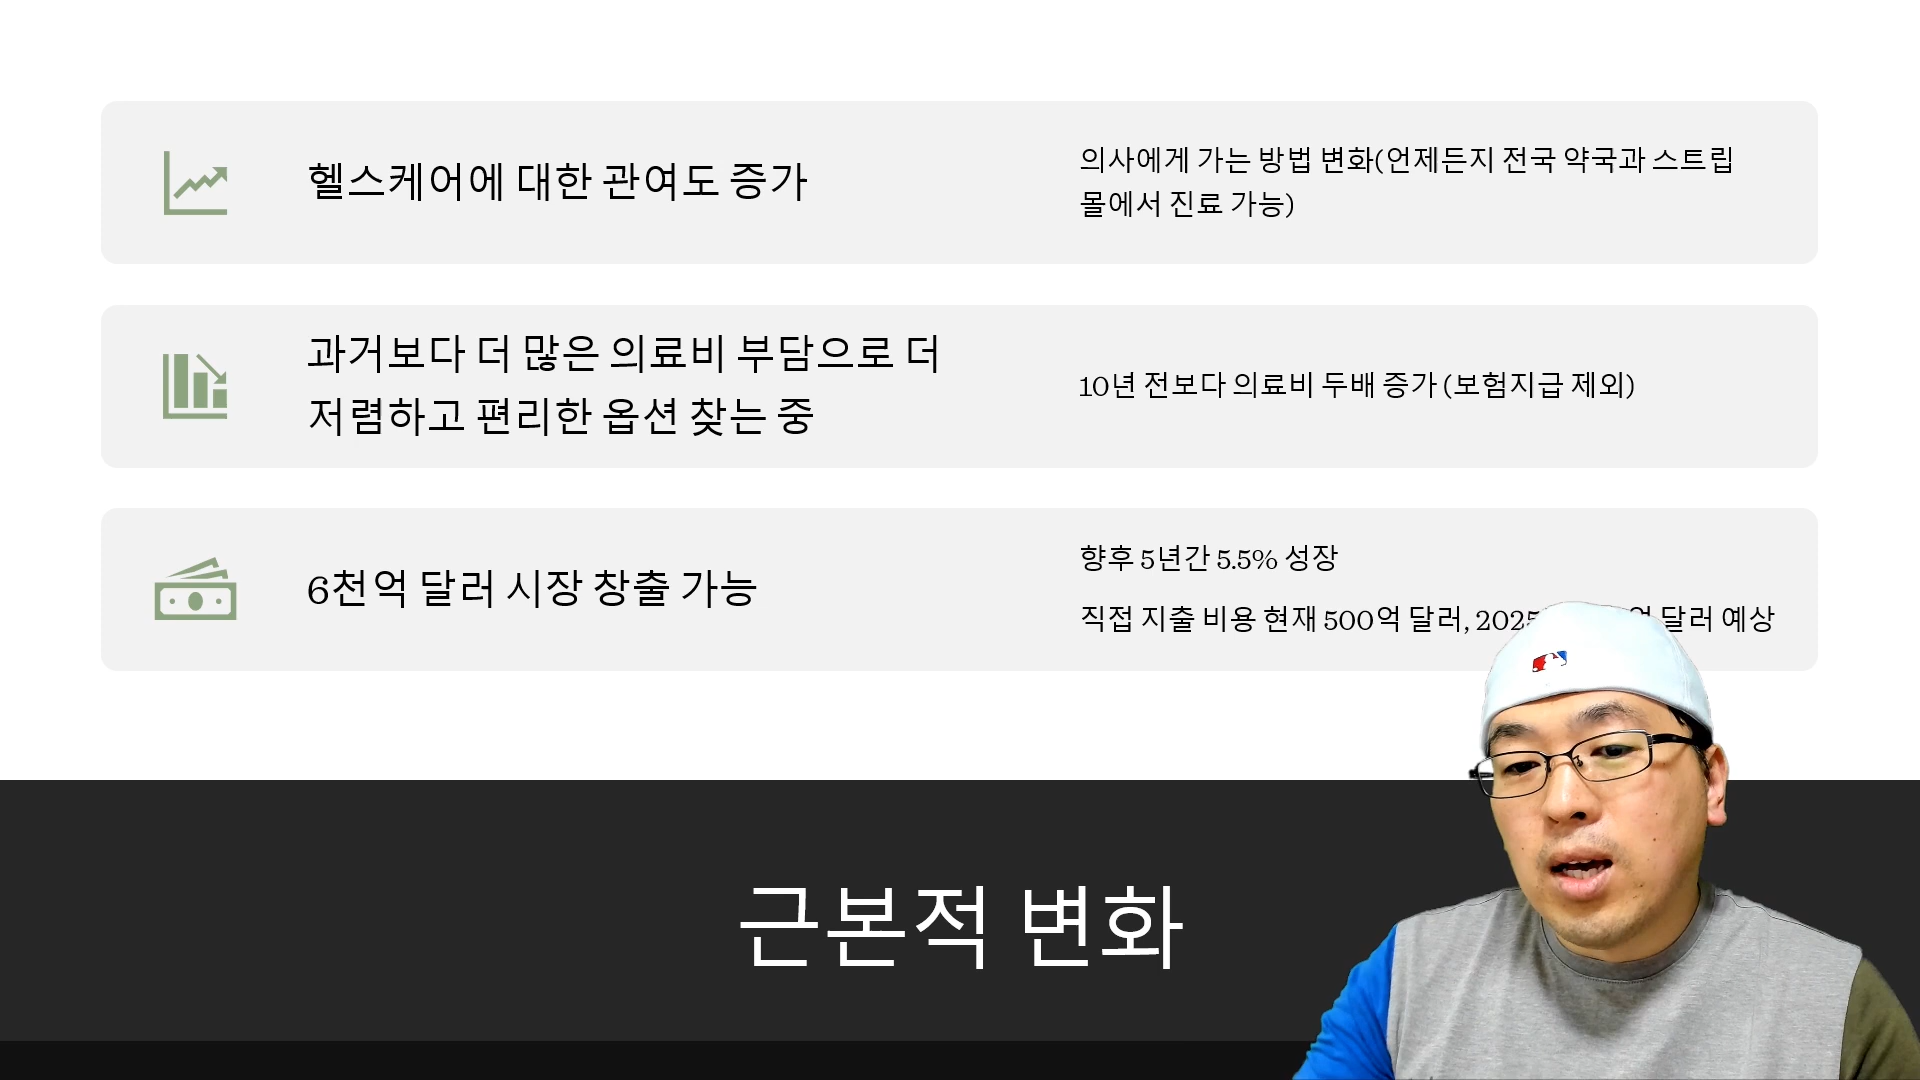 헬스케어에 대한 관여도 증가
의사에게 가는 방법 변화(언제든지 전국 약국과 스트립
몰에서 진료 가능)
과거보다 더 많은 의료비 부담으로 더
저렴하고 편리한 옵션 찾는 중
10년 전보다 의료비 두배 증가 (보험지급 제외)
6천억 달러 시장 창출 가능
향후 5년간 5.5% 성장
직접 지출 비용 현재 500억 달러, 달러 예상
근본적 변화